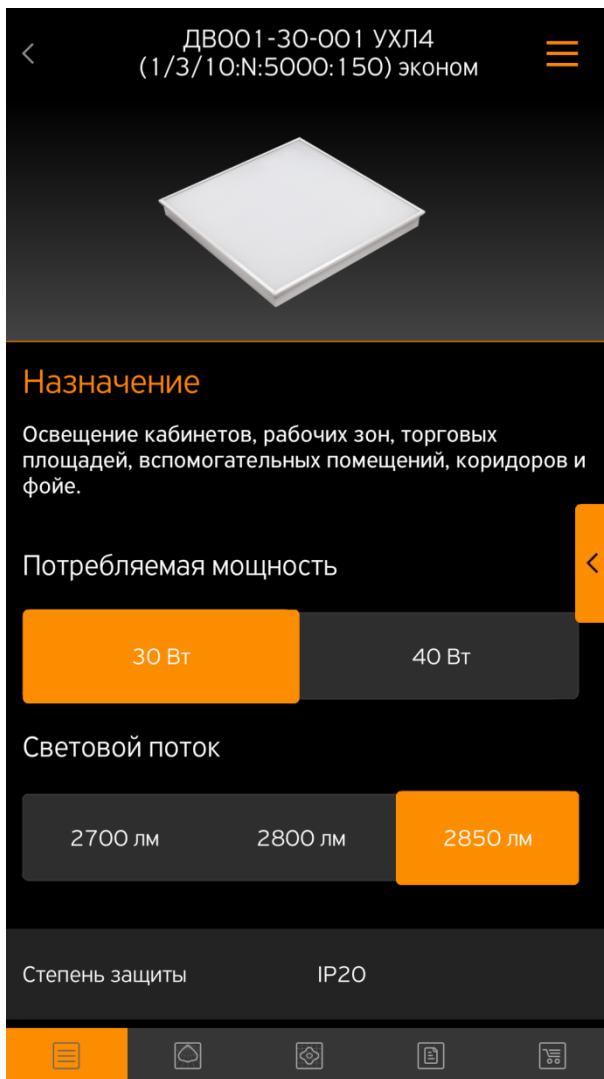 ДВО01-30-001 УХЛ4
(1/3/10:N:5000:150) эконом
Назначение
Освещение кабинетов, рабочих зон, торговых
площадей, вспомогательных помещений, коридоров и
фойе.
Потребляемая мощность
30 Вт
40 Вт
Световой поток
2700 лм
2800 лм
2850 лм
Степень защиты
IP20